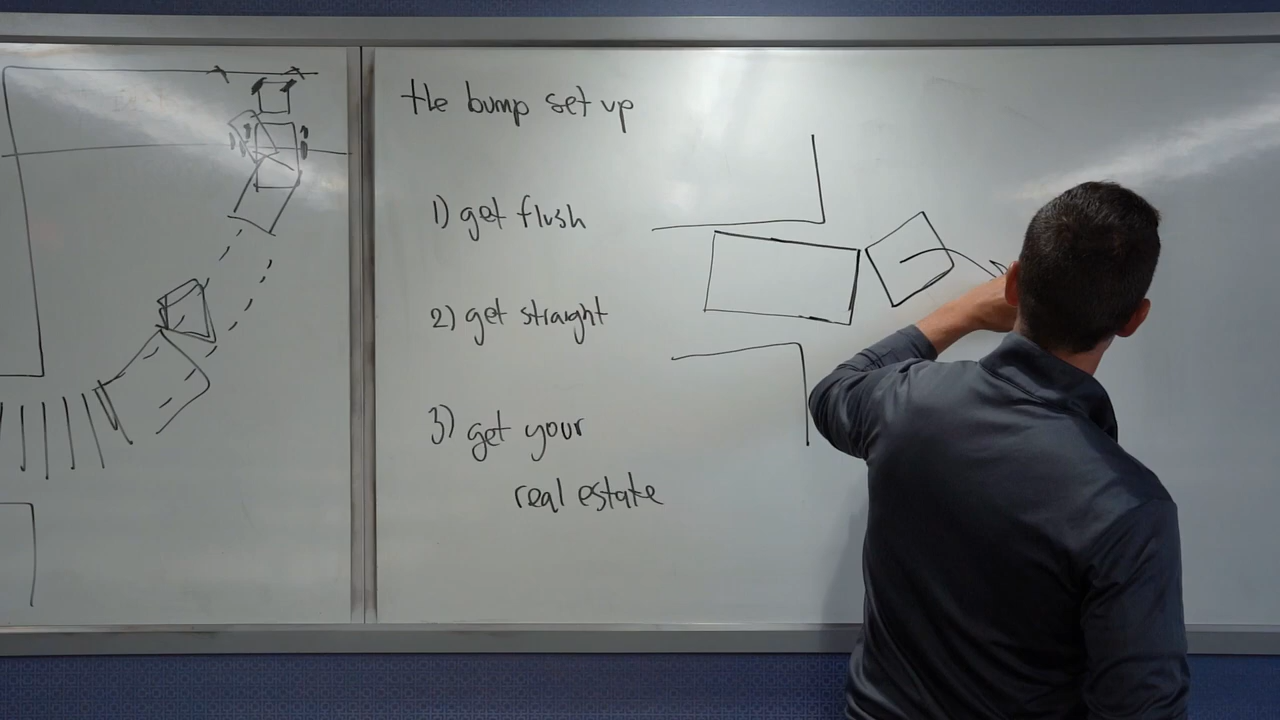 the bump set up
1) get flush
2) get straight
3) get your
real estate